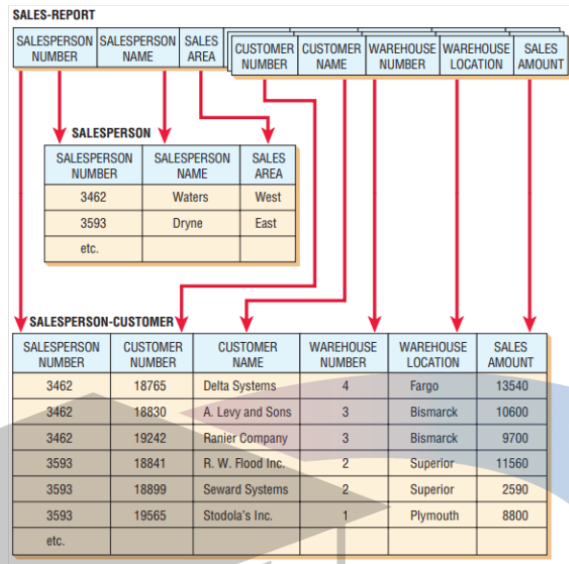 SALES-REPORT
SALESPERSON NUMBER SALESPERSON NAME SALES AREA CUSTOMER NUMBER CUSTOMER NAME WAREHOUSE NUMBER WAREHOUSE LOCATION SALES AMOUNT
SALESPERSON
SALESPERSON NUMBER SALESPERSON NAME SALES AREA
3462 Waters West
3593 Dryne East
etc.
SALESPERSON-CUSTOMER
SALESPERSON NUMBER CUSTOMER NUMBER CUSTOMER NAME WAREHOUSE NUMBER WAREHOUSE LOCATION SALES AMOUNT
3462 18765 Delta Systems 4 Fargo 13540
3462 18830 A. Levy and Sons 3 Bismarck 10600
3462 19242 Ranier Company 3 Bismarck 9700
3593 18841 R. W. Flood Inc. 2 Superior 11560
3593 18899 Seward Systems 2 Superior 2590
3593 19565 Stodola's Inc. 1 Plymouth 8800
etc.